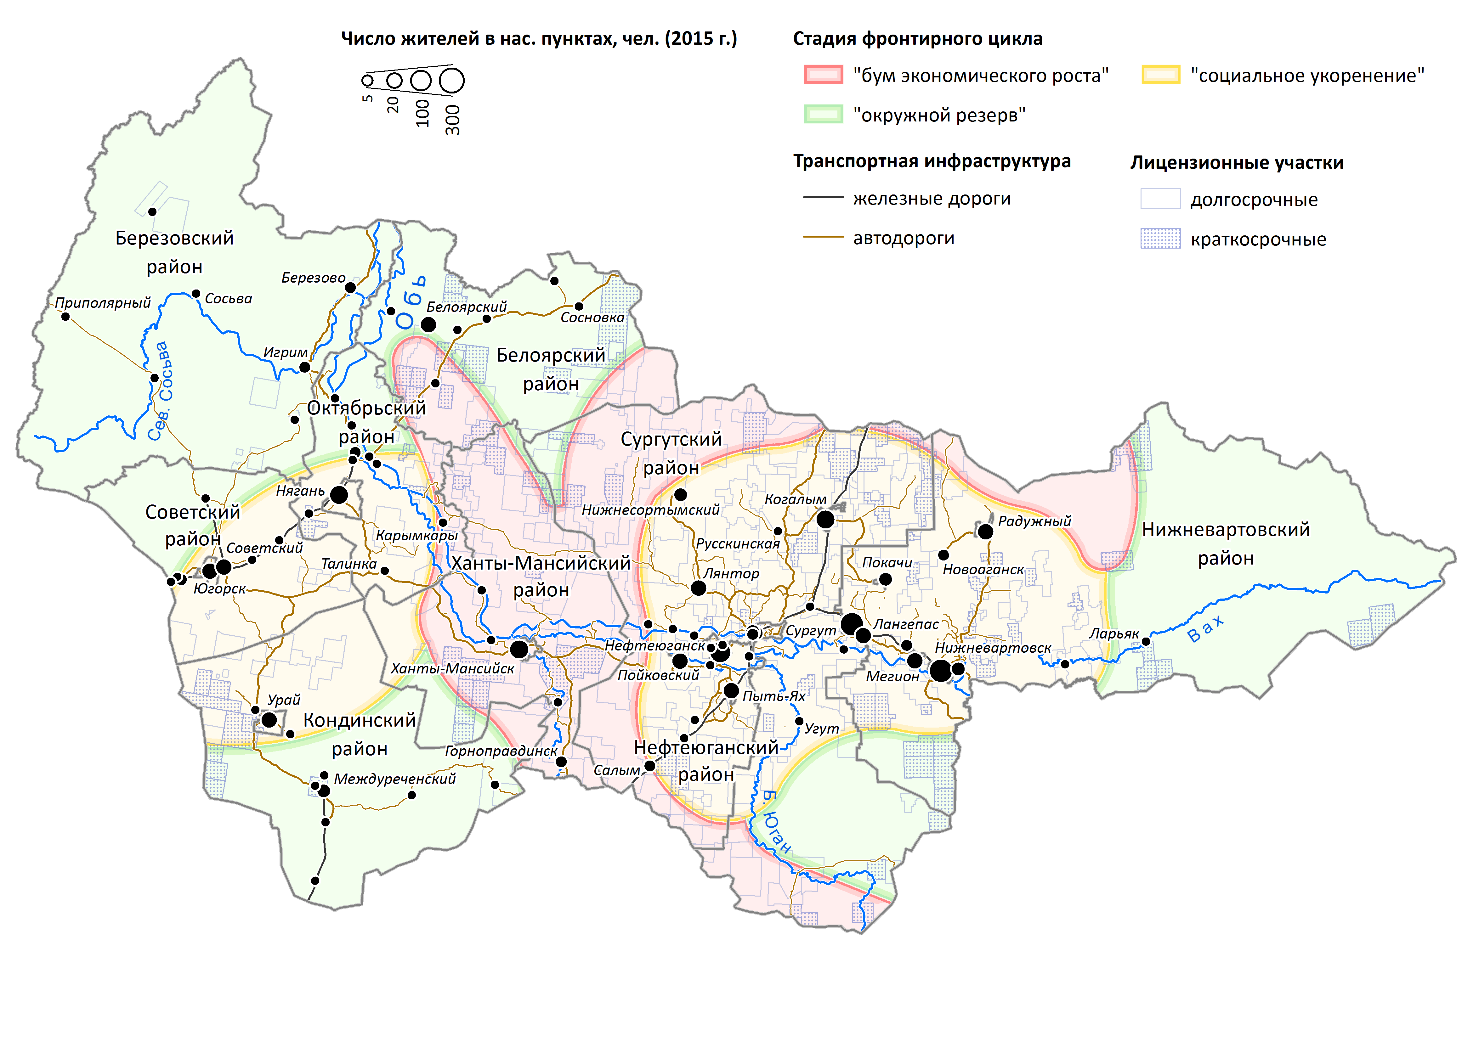 Число жителей в нас. пунктах, чел. (2015 г.)
5
20
100
300
Стадия фронтирного цикла
"бум экономического роста"
"социальное укоренение"
"окружной резерв"
Транспортная инфраструктура
железные дороги
автодороги
Лицензионные участки
долгосрочные
краткосрочные
Березовский
район
Березово
Приполярный
Сосьва
Сев. Сосьва
Игрим
Обь
Белоярский
Сосновка
Белоярский
район
Октябрьский
район
Сургутский
район
Нягань
Советский
район
Советский
Карымкары
Талинка
Югорск
Ханты-Мансийский
район
Нижнесортымский
Когалым
Русскинская
Лянтор
Покачи
Радужный
Новоаганск
Нижневартовский
район
Сургут
Лангепас
Нефтеюганск
Ханты-Мансийск
Пойковский
Нижневартовск
Мегион
Ларьяк
Вах
Урай
Кондинский
район
Пыть-Ях
Угут
Горноправдинск
Салым
Нефтеюганский
район
Междуреченский
Б. Юган